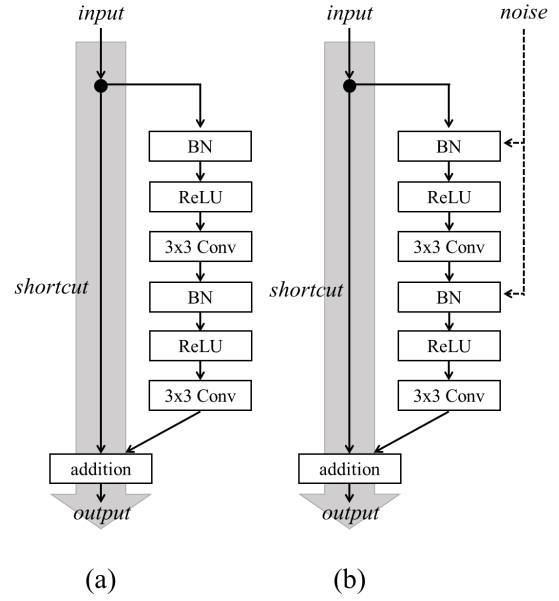 input
BN
ReLU
3x3 Conv
shortcut
BN
ReLU
3x3 Conv
addition
output
(a)
input
noise
BN
ReLU
3x3 Conv
shortcut
BN
ReLU
3x3 Conv
addition
output
(b)